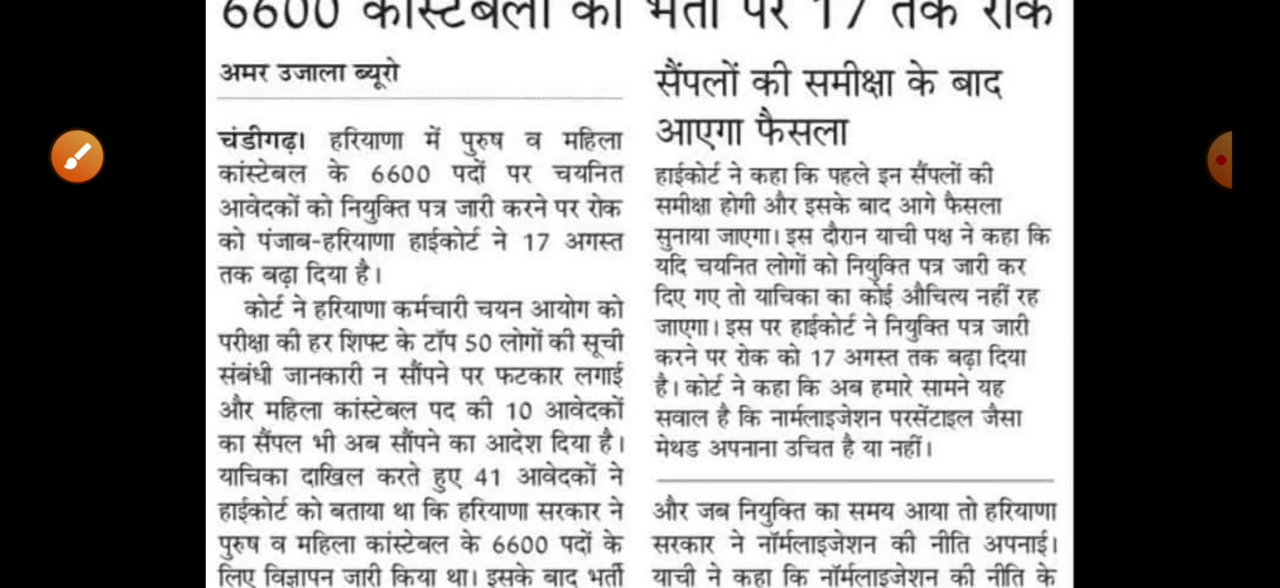 6600 कांस्टेबलों की भर्ती पर 17 तक रोक
अमर उजाला ब्यूरो
चंडीगढ़। हरियाणा में पुरुष व महिला
कांस्टेबल के 6600 पदों पर चयनित
आवेदकों को नियुक्ति पत्र जारी करने पर रोक
को पंजाब-हरियाणा हाईकोर्ट ने 17 अगस्त
तक बढ़ा दिया है।
कोर्ट ने हरियाणा कर्मचारी चयन आयोग को
परीक्षा की हर शिफ्ट के टॉप 50 लोगों की सूची
संबंधी जानकारी न सौंपने पर फटकार लगाई
और महिला कांस्टेबल पद की 10 आवेदकों
का सैंपल भी अब सौंपने का आदेश दिया है।
याचिका दाखिल करते हुए 41 आवेदकों ने
हाईकोर्ट को बताया था कि हरियाणा सरकार ने
पुरुष व महिला कांस्टेबल के 6600 पदों के
लिए विज्ञापन जारी किया था। इसके बाद भर्ती
सैंपलों की समीक्षा के बाद
आएगा फैसला
हाईकोर्ट ने कहा कि पहले इन सैंपलों की
समीक्षा होगी और इसके बाद आगे फैसला
सुनाया जाएगा। इस दौरान याची पक्ष ने कहा कि
यदि चयनित लोगों को नियुक्ति पत्र जारी कर
दिए गए तो याचिका का कोई औचित्य नहीं रह
जाएगा। इस पर हाईकोर्ट ने नियुक्ति पत्र जारी
करने पर रोक को 17 अगस्त तक बढ़ा दिया
है। कोर्ट ने कहा कि अब हमारे सामने यह
सवाल है कि नार्मलाइजेशन परसेंटाइल जैसा
मेथड अपनाना उचित है या नहीं।
और जब नियुक्ति का समय आया तो हरियाणा
सरकार ने नॉर्मलाइजेशन की नीति अपनाई।
याची ने कहा कि नॉर्मलाइजेशन की नीति के